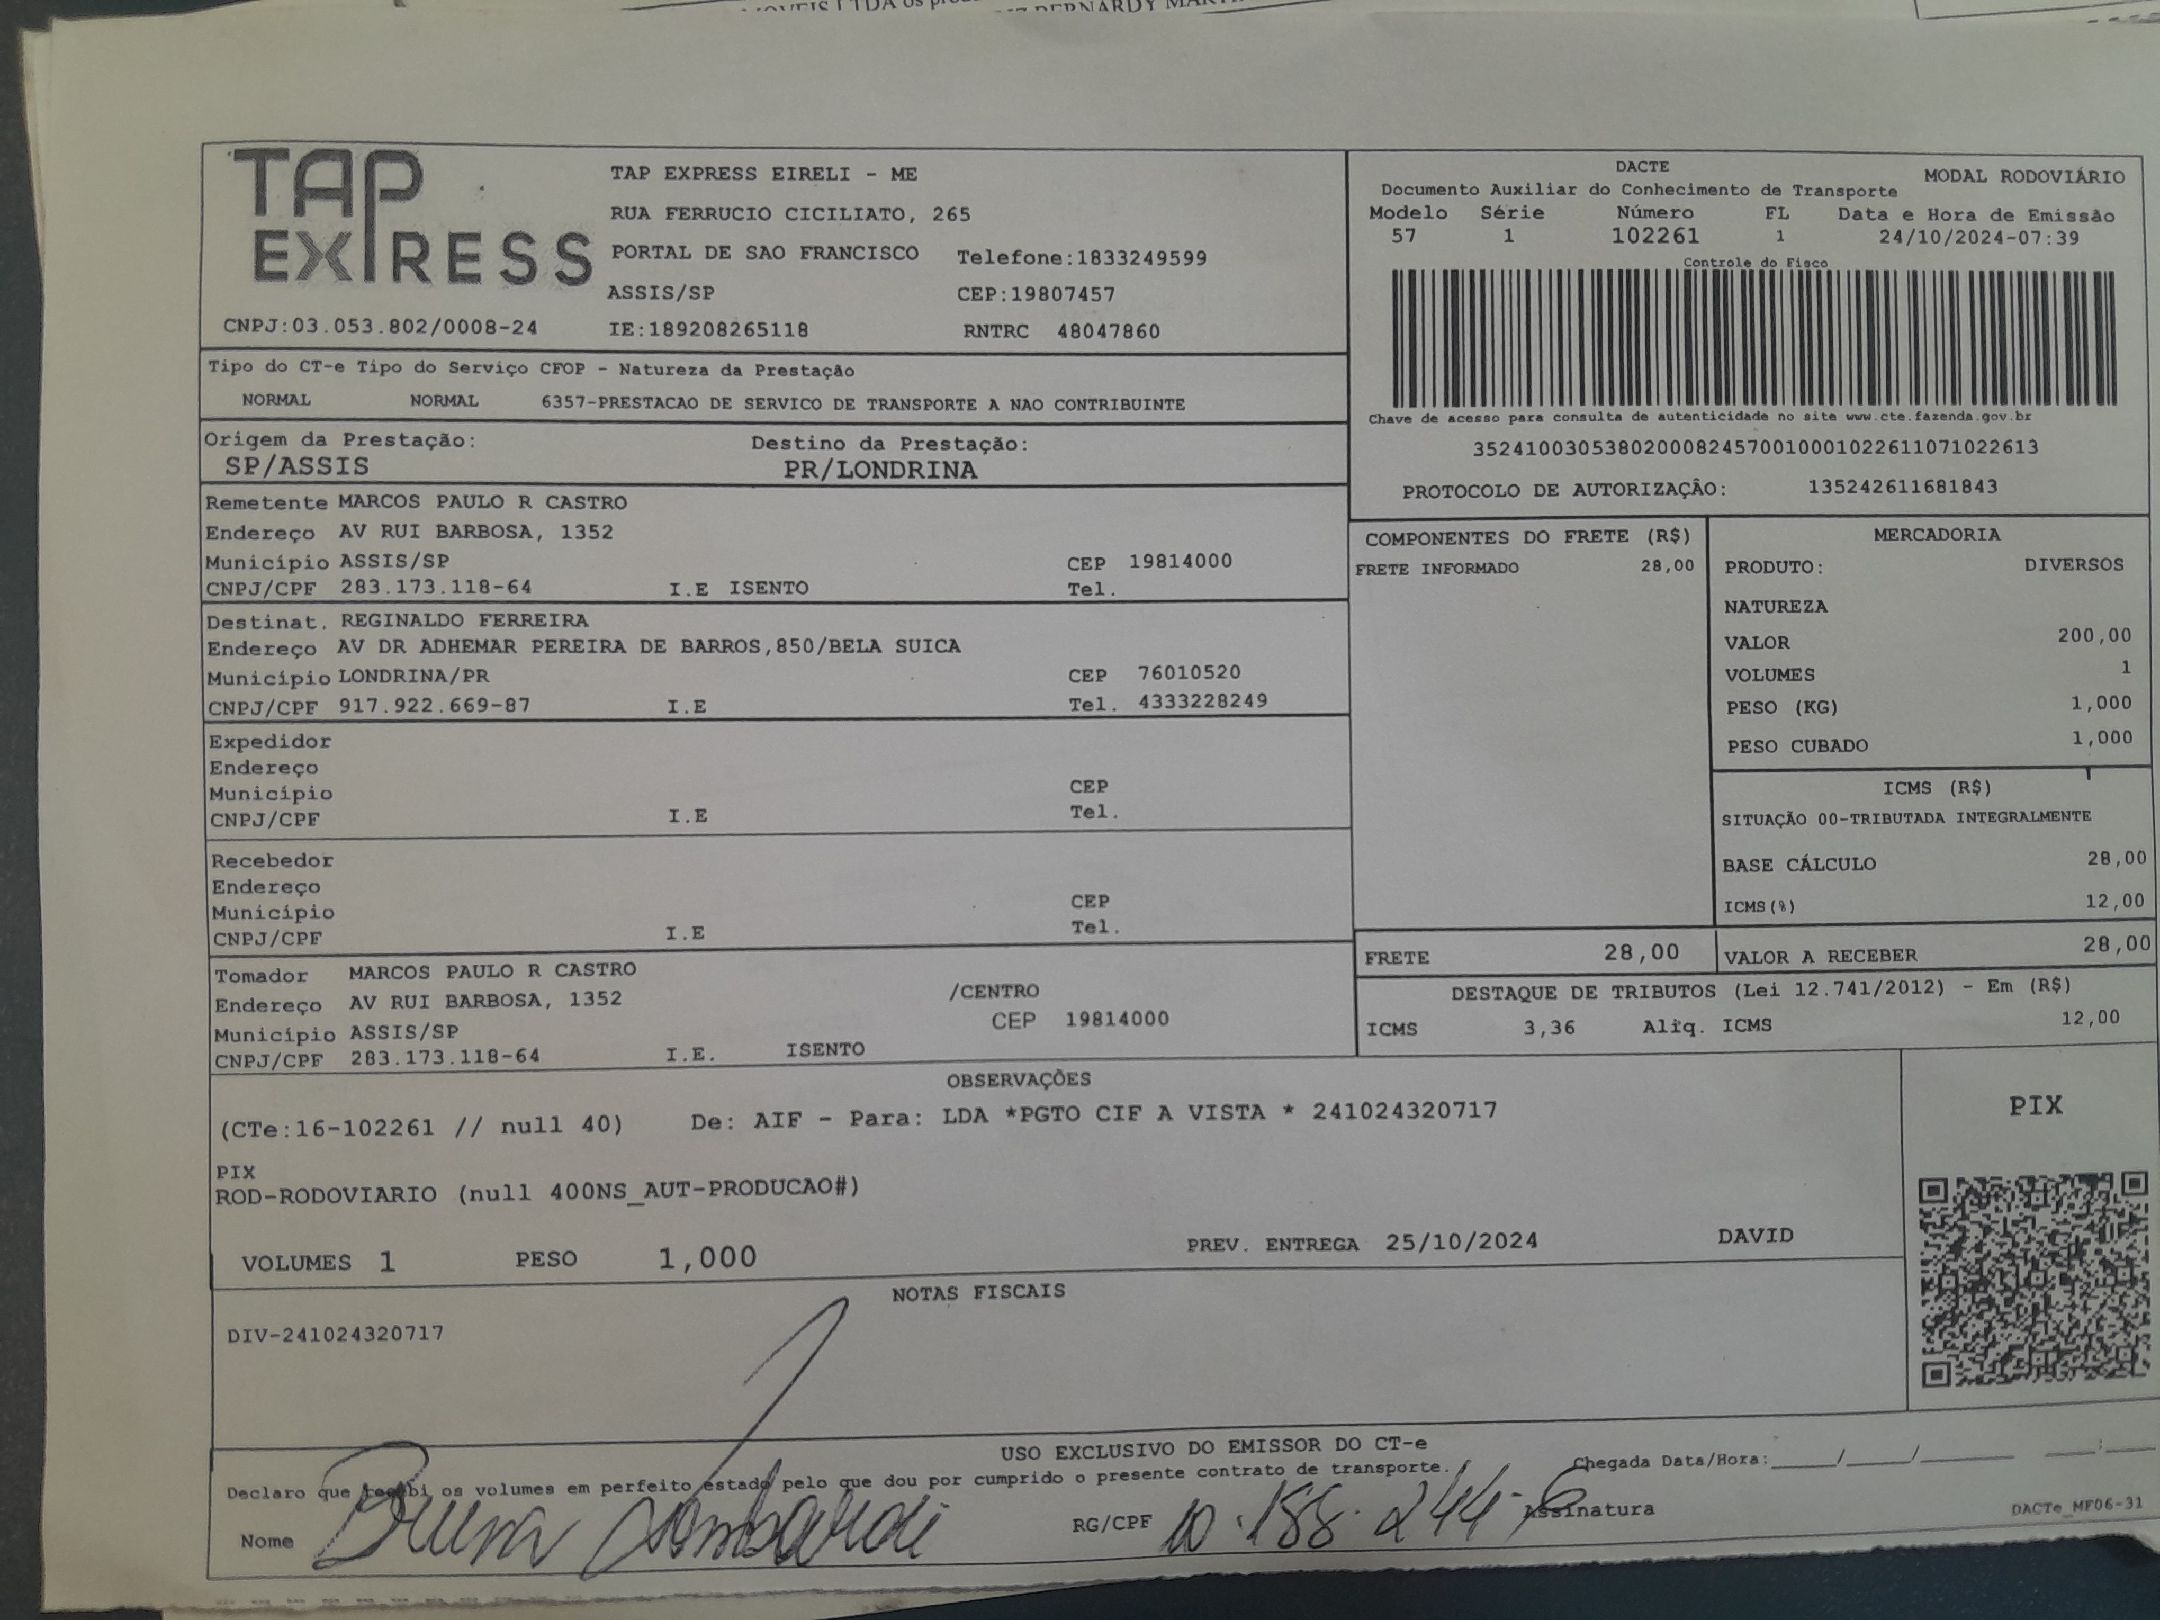 TAP
EXPRESS
TAP EXPRESS EIRELI - ME
RUA FERRUCIO CICILIATO, 265
PORTAL DE SAO FRANCISCO Telefone:1833249599
ASSIS/SP CEP:19807457
CNPJ:03.053.802/0008-24 IE:189208265118 RNTRC 48047860
DACTE MODAL RODOVIÁRIO
Documento Auxiliar do Conhecimento de Transporte
Modelo Série Número FL Data e Hora de Emissão
57 1 102261 1 24/10/2024-07:39
Controle do Fisco
Chave de acesso para consulta de autenticidade no site www.cte.fazenda.gov.br
35241003053802000824570010001022611071022613
PROTOCOLO DE AUTORIZAÇÃO: 135242611681843
Tipo do CT-e Tipo do Serviço CFOP - Natureza da Prestação
NORMAL NORMAL 6357-PRESTACAO DE SERVICO DE TRANSPORTE A NAO CONTRIBUINTE
Origem da Prestação: Destino da Prestação:
SP/ASSIS PR/LONDRINA
Remetente MARCOS PAULO R CASTRO
Endereço AV RUI BARBOSA, 1352
Município ASSIS/SP CEP 19814000
CNPJ/CPF 283.173.118-64 I.E ISENTO Tel.
Destinat. REGINALDO FERREIRA
Endereço AV DR ADHEMAR PEREIRA DE BARROS,850/BELA SUICA
Município LONDRINA/PR CEP 76010520
CNPJ/CPF 917.922.669-87 I.E Tel. 4333228249
Expedidor
Endereço
Município CEP
CNPJ/CPF I.E Tel.
Recebedor
Endereço
Município CEP
CNPJ/CPF I.E Tel.
Tomador MARCOS PAULO R CASTRO
Endereço AV RUI BARBOSA, 1352 /CENTRO
Município ASSIS/SP CEP 19814000
CNPJ/CPF 283.173.118-64 I.E. ISENTO
COMPONENTES DO FRETE (R$)
FRETE INFORMADO 28,00
MERCADORIA
PRODUTO: DIVERSOS
NATUREZA
VALOR 200,00
VOLUMES 1
PESO (KG) 1,000
PESO CUBADO 1,000
ICMS (R$)
SITUAÇÃO 00-TRIBUTADA INTEGRALMENTE
BASE CÁLCULO 28,00
ICMS(%) 12,00
FRETE 28,00 VALOR A RECEBER 28,00
DESTAQUE DE TRIBUTOS (Lei 12.741/2012) - Em (R$)
ICMS 3,36 Alíq. ICMS 12,00
OBSERVAÇÕES
(CTe:16-102261 // null 40) De: AIF - Para: LDA *PGTO CIF A VISTA * 241024320717
PIX
ROD-RODOVIARIO (null 400NS_AUT-PRODUCAO#)
VOLUMES 1 PESO 1,000 PREV. ENTREGA 25/10/2024 DAVID
PIX
NOTAS FISCAIS
DIV-241024320717
USO EXCLUSIVO DO EMISSOR DO CT-e
Declaro que recebi os volumes em perfeito estado pelo que dou por cumprido o presente contrato de transporte. Chegada Data/Hora:____/____/______ ___:___
Nome Bruna Lombardi RG/CPF 10.188.244-6 Assinatura DACTe_MF06-31